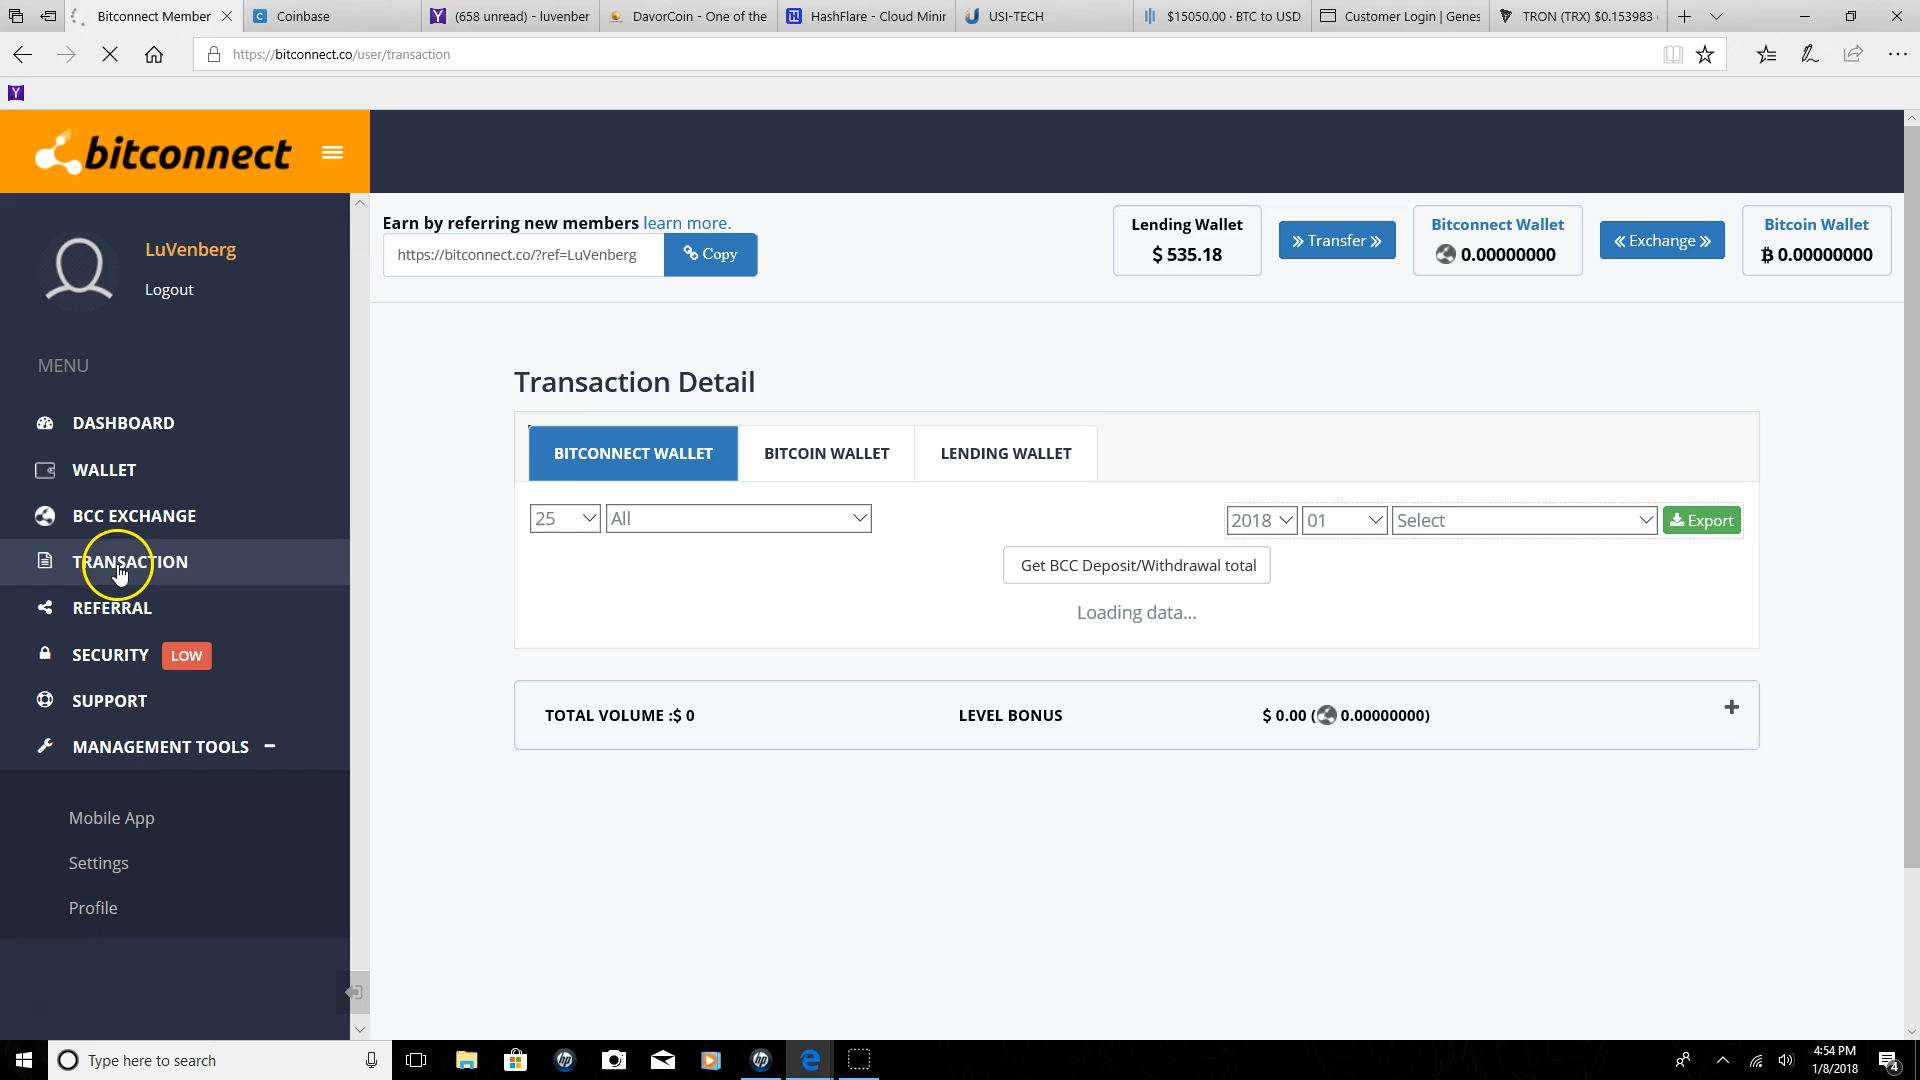 Bitconnect Member
Coinbase
(658 unread) - luvenber
DavorCoin - One of the
HashFlare - Cloud Minir
USI-TECH
$15050.00 · BTC to USD
Customer Login | Genes
TRON (TRX) $0.153983
https://bitconnect.co/user/transaction
bitconnect
LuVenberg
Logout
MENU
DASHBOARD
WALLET
BCC EXCHANGE
TRANSACTION
REFERRAL
SECURITY LOW
SUPPORT
MANAGEMENT TOOLS
Mobile App
Settings
Profile
Earn by referring new members learn more.
https://bitconnect.co/?ref=LuVenberg Copy
Lending Wallet
$ 535.18
Transfer
Bitconnect Wallet
0.00000000
Exchange
Bitcoin Wallet
₿ 0.00000000
Transaction Detail
BITCONNECT WALLET BITCOIN WALLET LENDING WALLET
25 All 2018 01 Select Export
Get BCC Deposit/Withdrawal total
Loading data...
TOTAL VOLUME :$ 0 LEVEL BONUS $ 0.00 ( 0.00000000)
Type here to search
4:54 PM
1/8/2018
4